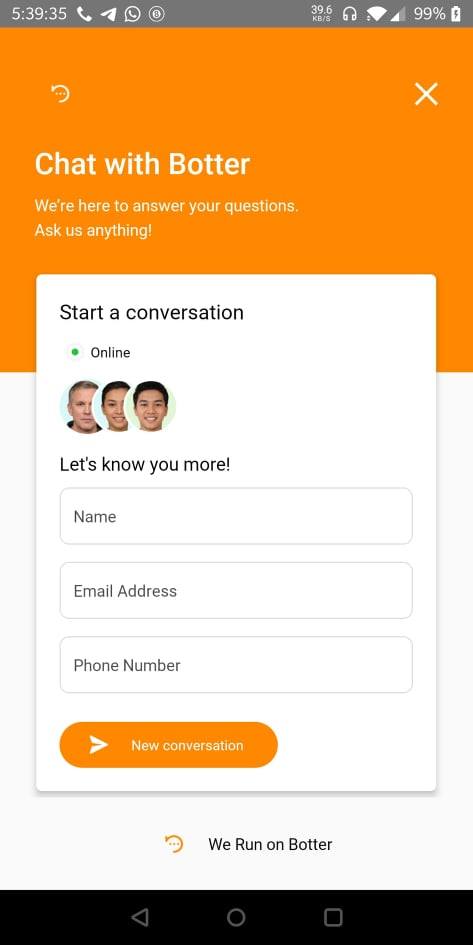 5:39:35
39.6
KB/S
99%
Chat with Botter
We're here to answer your questions.
Ask us anything!
Start a conversation
Online
Let's know you more!
Name
Email Address
Phone Number
New conversation
We Run on Botter